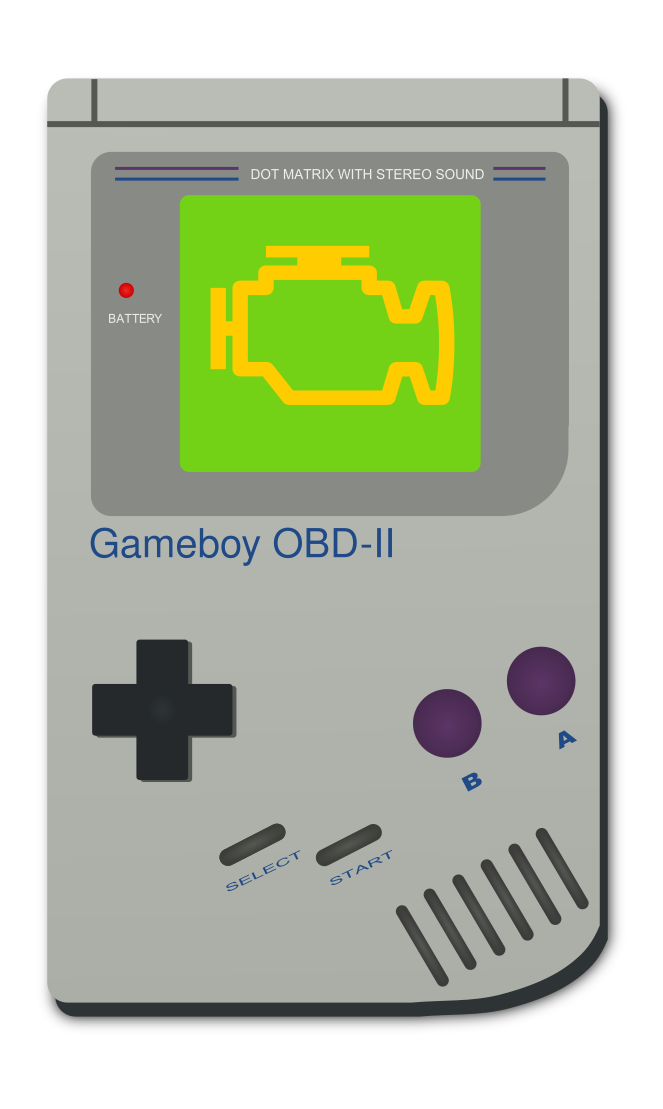 DOT MATRIX WITH STEREO SOUND
BATTERY
Gameboy OBD-II
A
B
SELECT
START